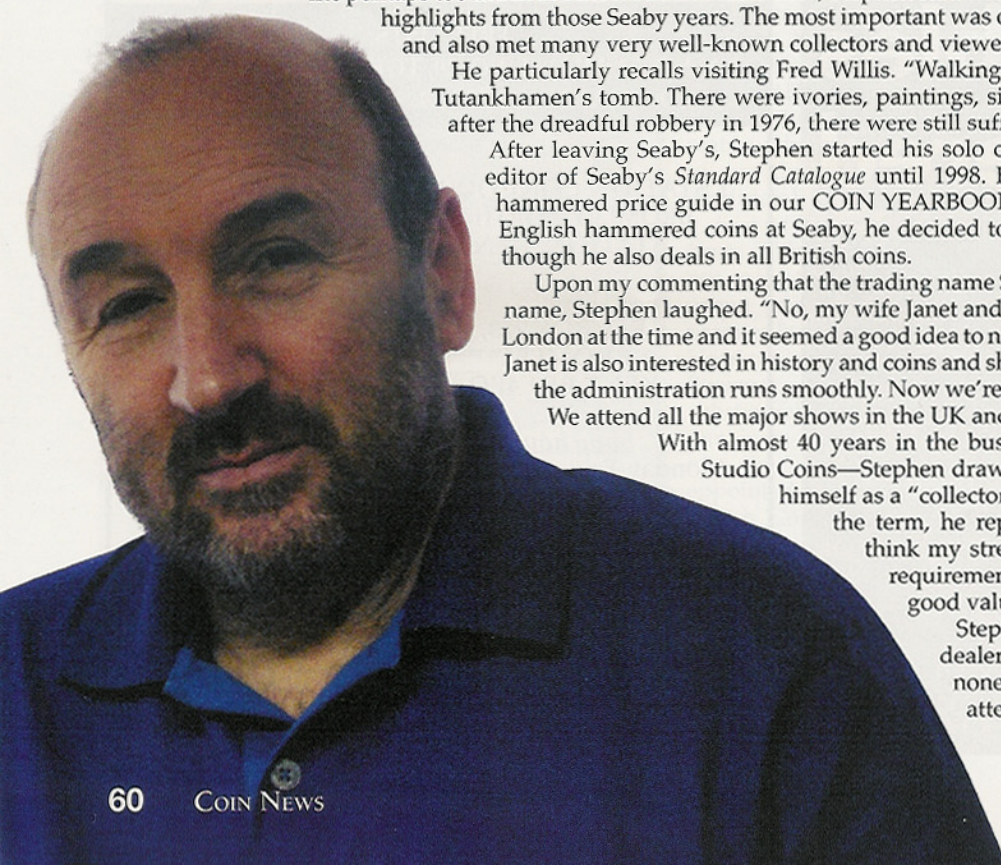 highlights from those Seaby years. The most important was
and also met many very well-known collectors and viewe
He particularly recalls visiting Fred Willis. “Walking
Tutankhamen’s tomb. There were ivories, paintings, si
after the dreadful robbery in 1976, there were still suf
After leaving Seaby’s, Stephen started his solo c
editor of Seaby’s Standard Catalogue until 1998.
hammered price guide in our COIN YEARBOO
English hammered coins at Seaby, he decided to
though he also deals in all British coins.
Upon my commenting that the trading name
name, Stephen laughed. “No, my wife Janet and
London at the time and it seemed a good idea to n
Janet is also interested in history and coins and sh
the administration runs smoothly. Now we’re
We attend all the major shows in the UK and
With almost 40 years in the bus
Studio Coins—Stephen draw
himself as a “collector
the term, he rep
think my stre
requiremen
good valu
Step
dealer
none
atte
60 COIN NEWS